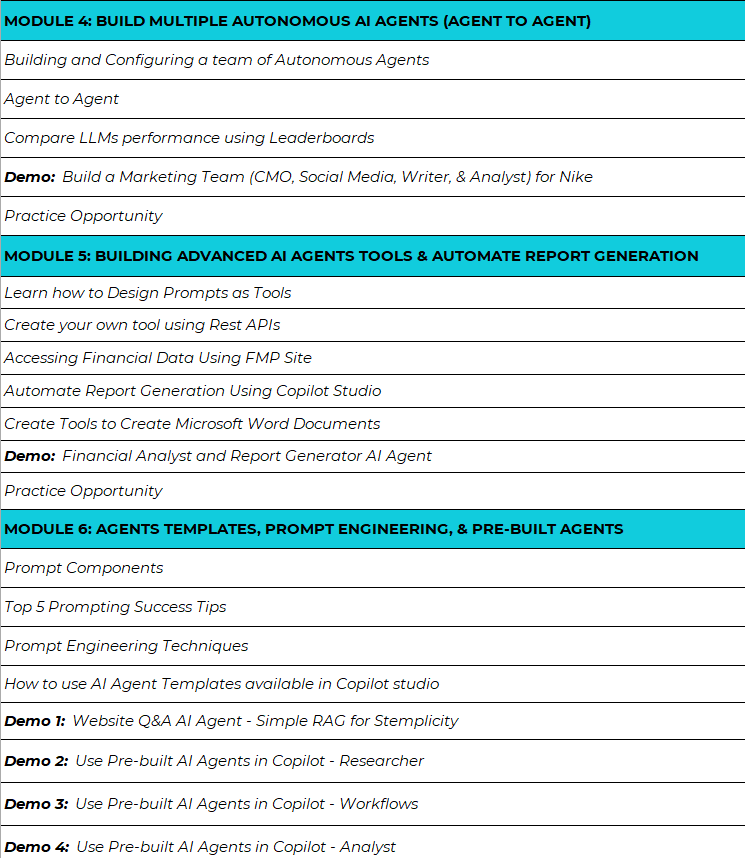 MODULE 4: BUILD MULTIPLE AUTONOMOUS AI AGENTS (AGENT TO AGENT)
Building and Configuring a team of Autonomous Agents
Agent to Agent
Compare LLMs performance using Leaderboards
Demo: Build a Marketing Team (CMO, Social Media, Writer, & Analyst) for Nike
Practice Opportunity
MODULE 5: BUILDING ADVANCED AI AGENTS TOOLS & AUTOMATE REPORT GENERATION
Learn how to Design Prompts as Tools
Create your own tool using Rest APIs
Accessing Financial Data Using FMP Site
Automate Report Generation Using Copilot Studio
Create Tools to Create Microsoft Word Documents
Demo: Financial Analyst and Report Generator AI Agent
Practice Opportunity
MODULE 6: AGENTS TEMPLATES, PROMPT ENGINEERING, & PRE-BUILT AGENTS
Prompt Components
Top 5 Prompting Success Tips
Prompt Engineering Techniques
How to use AI Agent Templates available in Copilot studio
Demo 1: Website Q&A AI Agent - Simple RAG for Stemplicity
Demo 2: Use Pre-built AI Agents in Copilot - Researcher
Demo 3: Use Pre-built AI Agents in Copilot - Workflows
Demo 4: Use Pre-built AI Agents in Copilot - Analyst